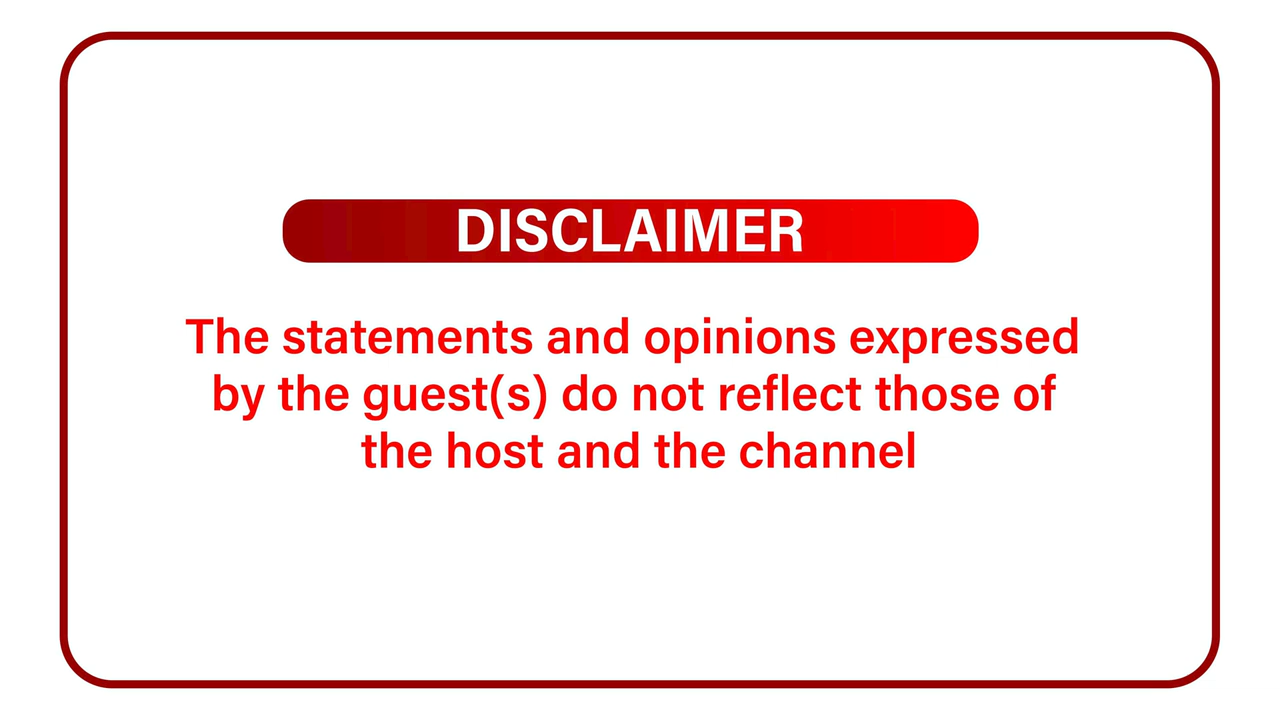 DISCLAIMER
The statements and opinions expressed
by the guest(s) do not reflect those of
the host and the channel